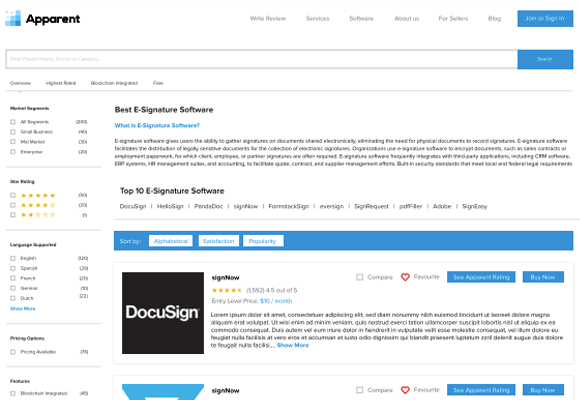 Apparent
Write Review Services Software About us For Sellers Blog Join or Sign In
Enter Product Name, Service or Category... Search
Overview Highest Rated Blockchain Integrated Free
Market Segments
All Segments (200)
Small Business (40)
Mid Market (30)
Enterprise (20)
Star Rating
(50)
(20)
(1)
Language Supported
English (120)
Spanish (29)
French (26)
German (10)
Dutch (22)
Show More
Pricing Options
Pricing Available (76)
Features
Blockchain Integrated (45)
Best E-Signature Software
What is E-Signature Software?
E-signature software gives users the ability to gather signatures on documents shared electronically, eliminating the need for physical documents to record signatures. E-signature software
facilitates the distribution of legally sensitive documents for the collection of electronic signatures. Organizations use e-signature software to encrypt documents, such as sales contracts or
employment paperwork, for which client, employee, or partner signatures are often required. E-signature software frequently integrates with third-party applications, including CRM software,
ERP systems, HR management suites, and accounting, to facilitate quote, contract, and supplier management efforts. Built-in security standards that meet local and federal legal requirements
Top 10 E-Signature Software
DocuSign | HelloSign | PandaDoc | signNow | FormstackSign | eversign | SignRequest | pdfFiller | Adobe | SignEasy
Sort by: Alphabetical Satisfaction Popularity
DocuSign
signNow Compare Favourite See Apparent Rating Buy Now
(1,592) 4.5 out of 5
Entry Level Price: $10 / month
Lorem ipsum dolor sit amet, consectetuer adipiscing elit, sed diam nonummy nibh euismod tincidunt ut laoreet dolore magna
aliquam erat volutpat. Ut wisi enim ad minim veniam, quis nostrud exerci tation ullamcorper suscipit lobortis nisl ut aliquip ex ea
commodo consequat. Duis autem vel eum iriure dolor in hendrerit in vulputate velit esse molestie consequat, vel illum dolore eu
feugiat nulla facilisis at vero eros et accumsan et iusto odio dignissim qui blandit praesent luptatum zzril delenit augue duis dolore
te feugait nulla facilisi.... Show More
signNow Compare Favourite See Apparent Rating Buy Now